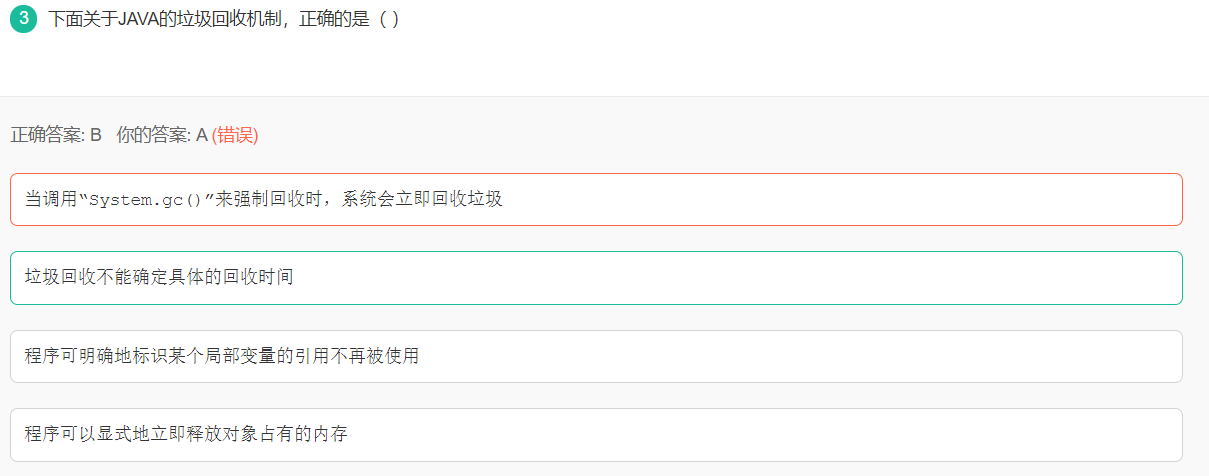 3 下面关于JAVA的垃圾回收机制，正确的是（ ）
正确答案: B 你的答案: A (错误)
当调用“System.gc()”来强制回收时，系统会立即回收垃圾
垃圾回收不能确定具体的回收时间
程序可明确地标识某个局部变量的引用不再被使用
程序可以显式地立即释放对象占有的内存